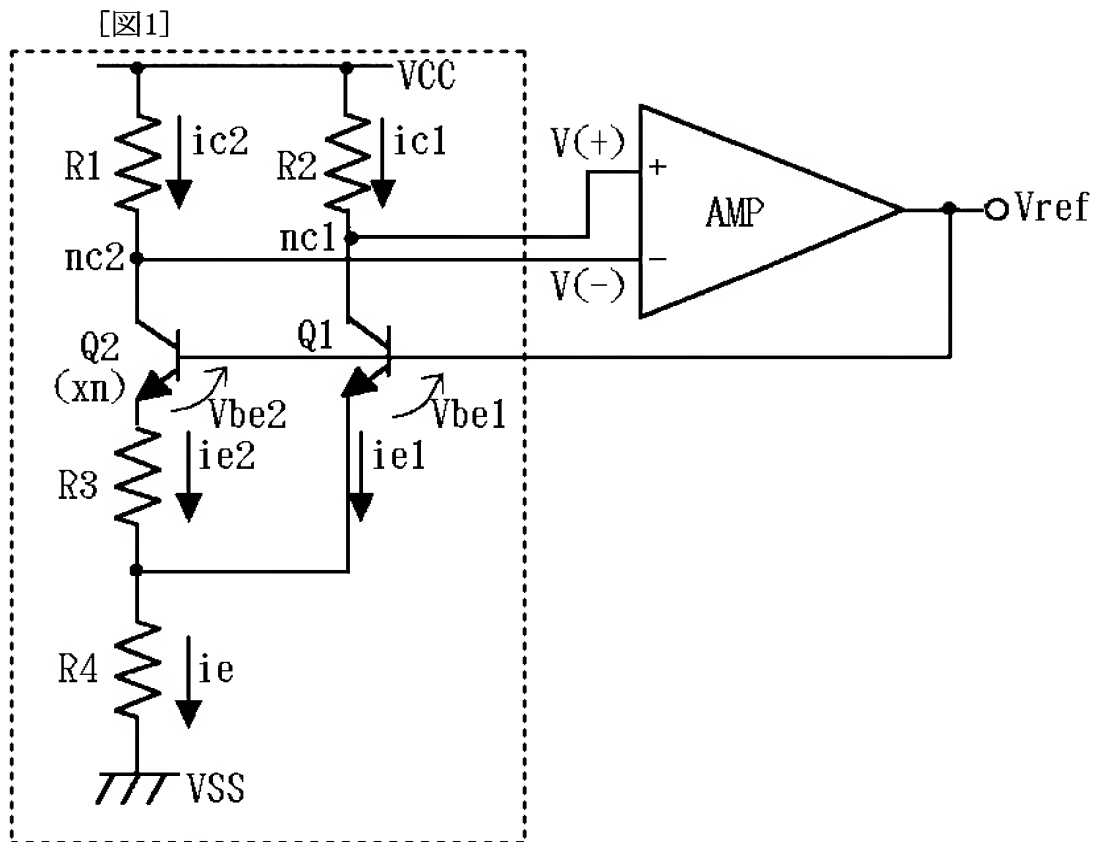 [図1]
VCC
R1
ic2
R2
ic1
V(+)
+
AMP
Vref
nc1
nc2
−
V(−)
Q2
(xn)
Q1
Vbe2
Vbe1
R3
ie2
ie1
R4
ie
VSS